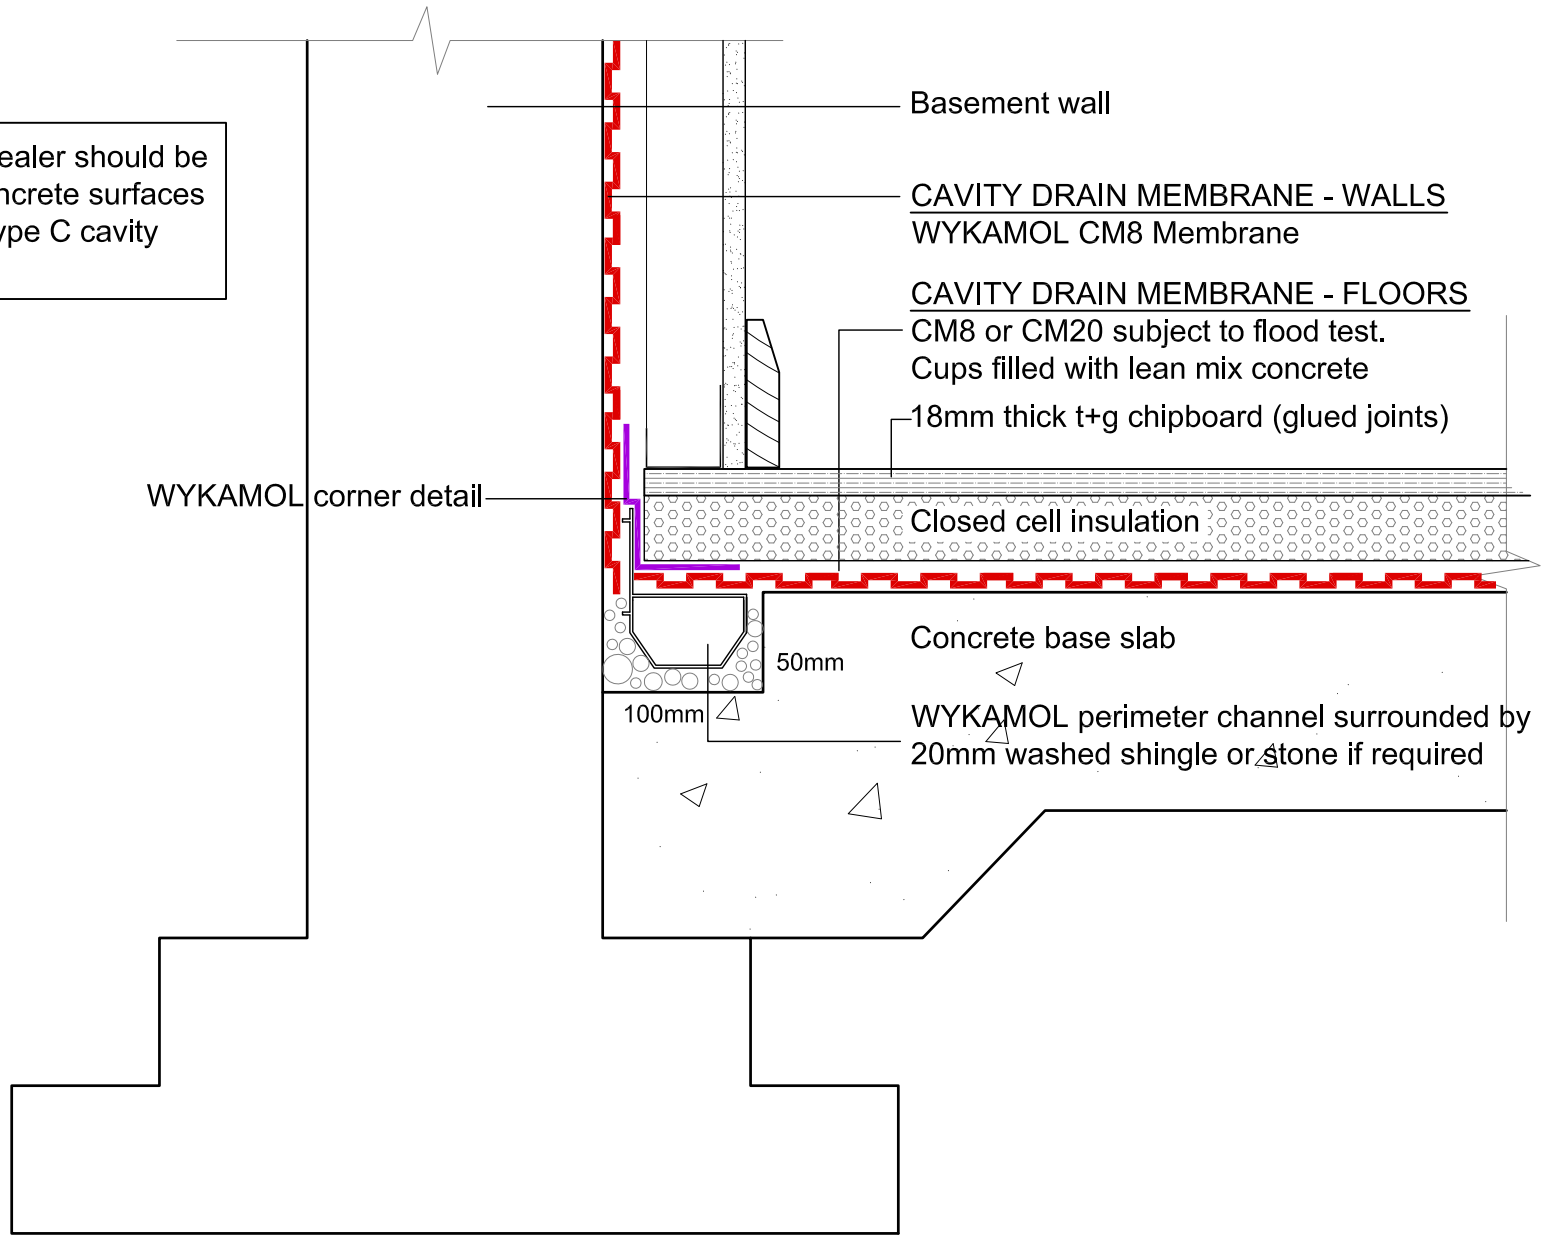 ealer should be
ncrete surfaces
ype C cavity
Basement wall
CAVITY DRAIN MEMBRANE - WALLS
WYKAMOL CM8 Membrane
CAVITY DRAIN MEMBRANE - FLOORS
CM8 or CM20 subject to flood test.
Cups filled with lean mix concrete
18mm thick t+g chipboard (glued joints)
WYKAMOL corner detail
Closed cell insulation
Concrete base slab
50mm
100mm
WYKAMOL perimeter channel surrounded by
20mm washed shingle or stone if required